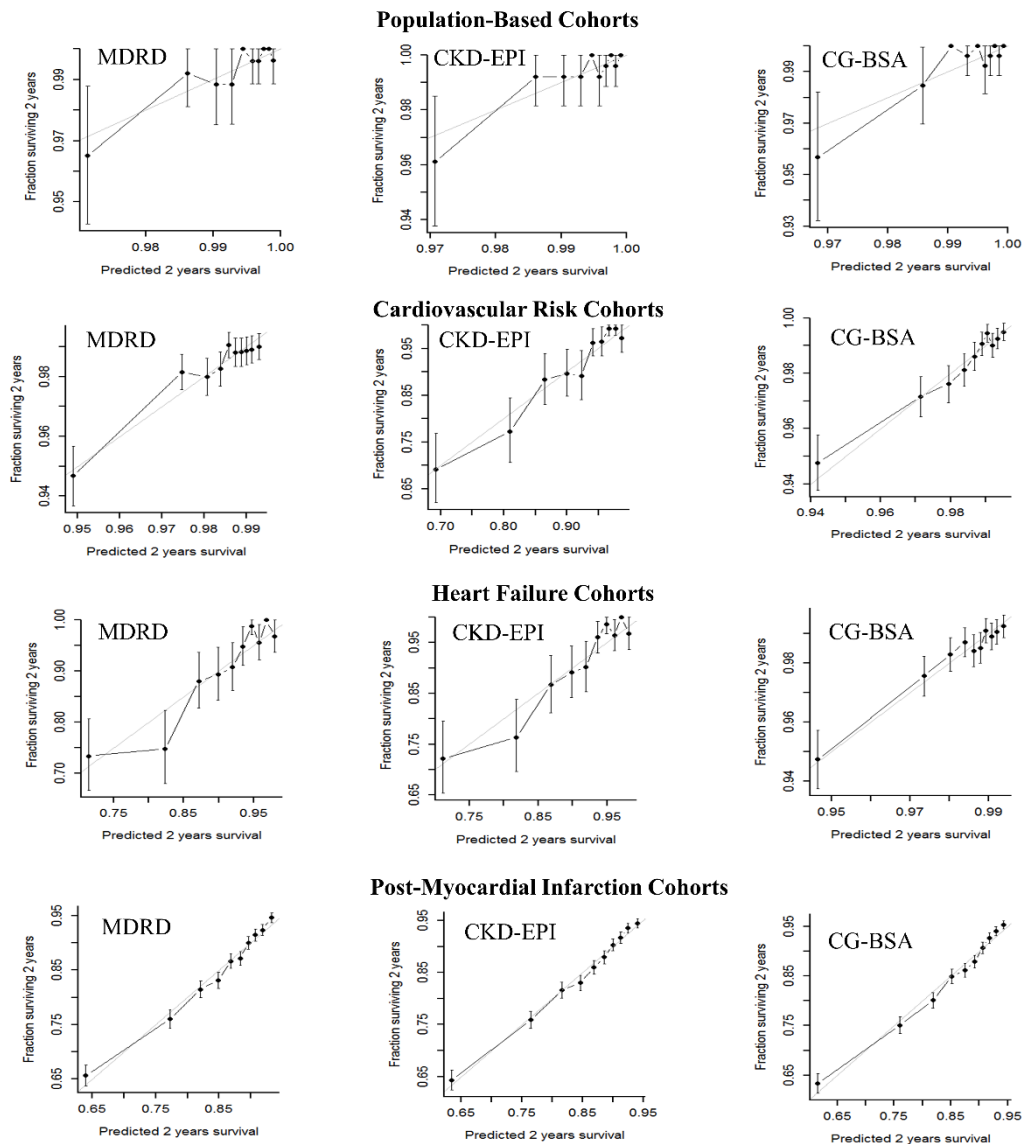 Population-Based Cohorts
MDRD
Fraction surviving 2 years
0.95 0.97 0.99
0.98 0.99 1.00
Predicted 2 years survival
CKD-EPI
Fraction surviving 2 years
0.94 0.96 0.98 1.00
0.97 0.98 0.99 1.00
Predicted 2 years survival
CG-BSA
Fraction surviving 2 years
0.93 0.95 0.97 0.99
0.97 0.98 0.99 1.00
Predicted 2 years survival
Cardiovascular Risk Cohorts
MDRD
Fraction surviving 2 years
0.94 0.96 0.98
0.95 0.96 0.97 0.98 0.99
Predicted 2 years survival
CKD-EPI
Fraction surviving 2 years
0.65 0.75 0.85 0.95
0.70 0.80 0.90
Predicted 2 years survival
CG-BSA
Fraction surviving 2 years
0.94 0.96 0.98 1.00
0.94 0.96 0.98
Predicted 2 years survival
Heart Failure Cohorts
MDRD
Fraction surviving 2 years
0.70 0.80 0.90 1.00
0.75 0.85 0.95
Predicted 2 years survival
CKD-EPI
Fraction surviving 2 years
0.65 0.75 0.85 0.95
0.75 0.85 0.95
Predicted 2 years survival
CG-BSA
Fraction surviving 2 years
0.94 0.96 0.98
0.95 0.97 0.99
Predicted 2 years survival
Post-Myocardial Infarction Cohorts
MDRD
Fraction surviving 2 years
0.65 0.75 0.85 0.95
0.65 0.75 0.85
Predicted 2 years survival
CKD-EPI
Fraction surviving 2 years
0.65 0.75 0.85 0.95
0.65 0.75 0.85 0.95
Predicted 2 years survival
CG-BSA
Fraction surviving 2 years
0.65 0.75 0.85 0.95
0.65 0.75 0.85 0.95
Predicted 2 years survival